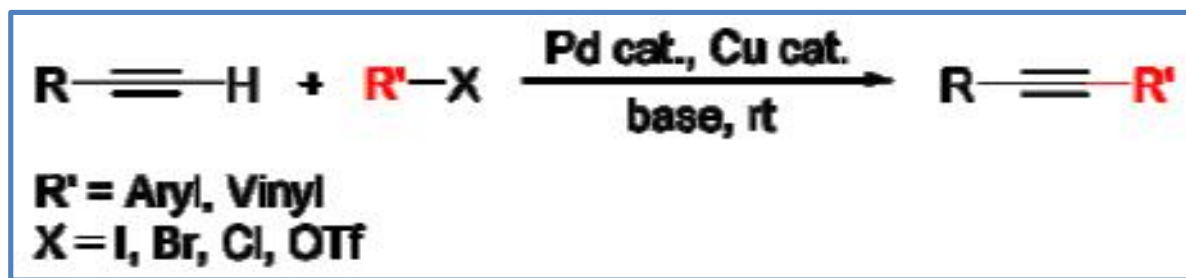 R≡H + R'–X Pd cat., Cu cat. R≡R'
base, rt
R' = Aryl, Vinyl
X = I, Br, Cl, OTf